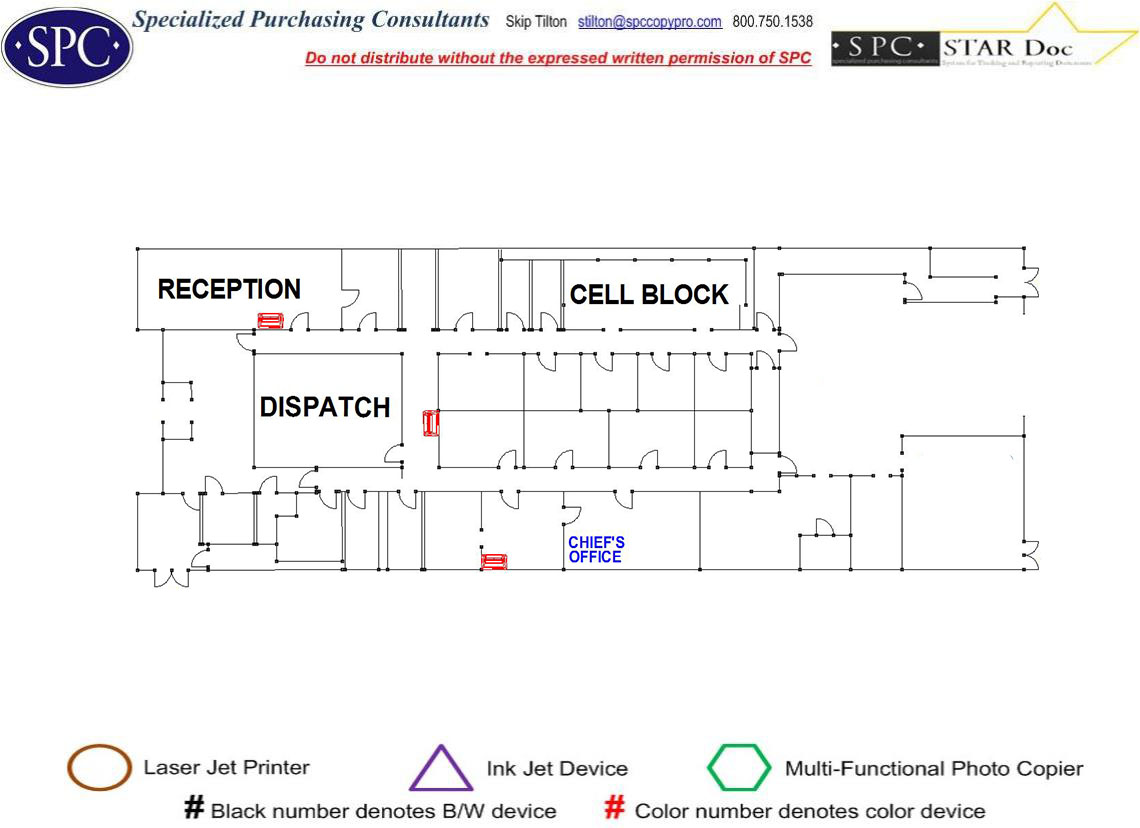 SPC
Specialized Purchasing Consultants Skip Tilton stilton@spccopypro.com 800.750.1538
Do not distribute without the expressed written permission of SPC
• SPC • STAR Doc
specialized purchasing consultants System for Tracking and Reporting Documents
RECEPTION
CELL BLOCK
DISPATCH
CHIEF'S
OFFICE
Laser Jet Printer
Ink Jet Device
Multi-Functional Photo Copier
# Black number denotes B/W device
# Color number denotes color device